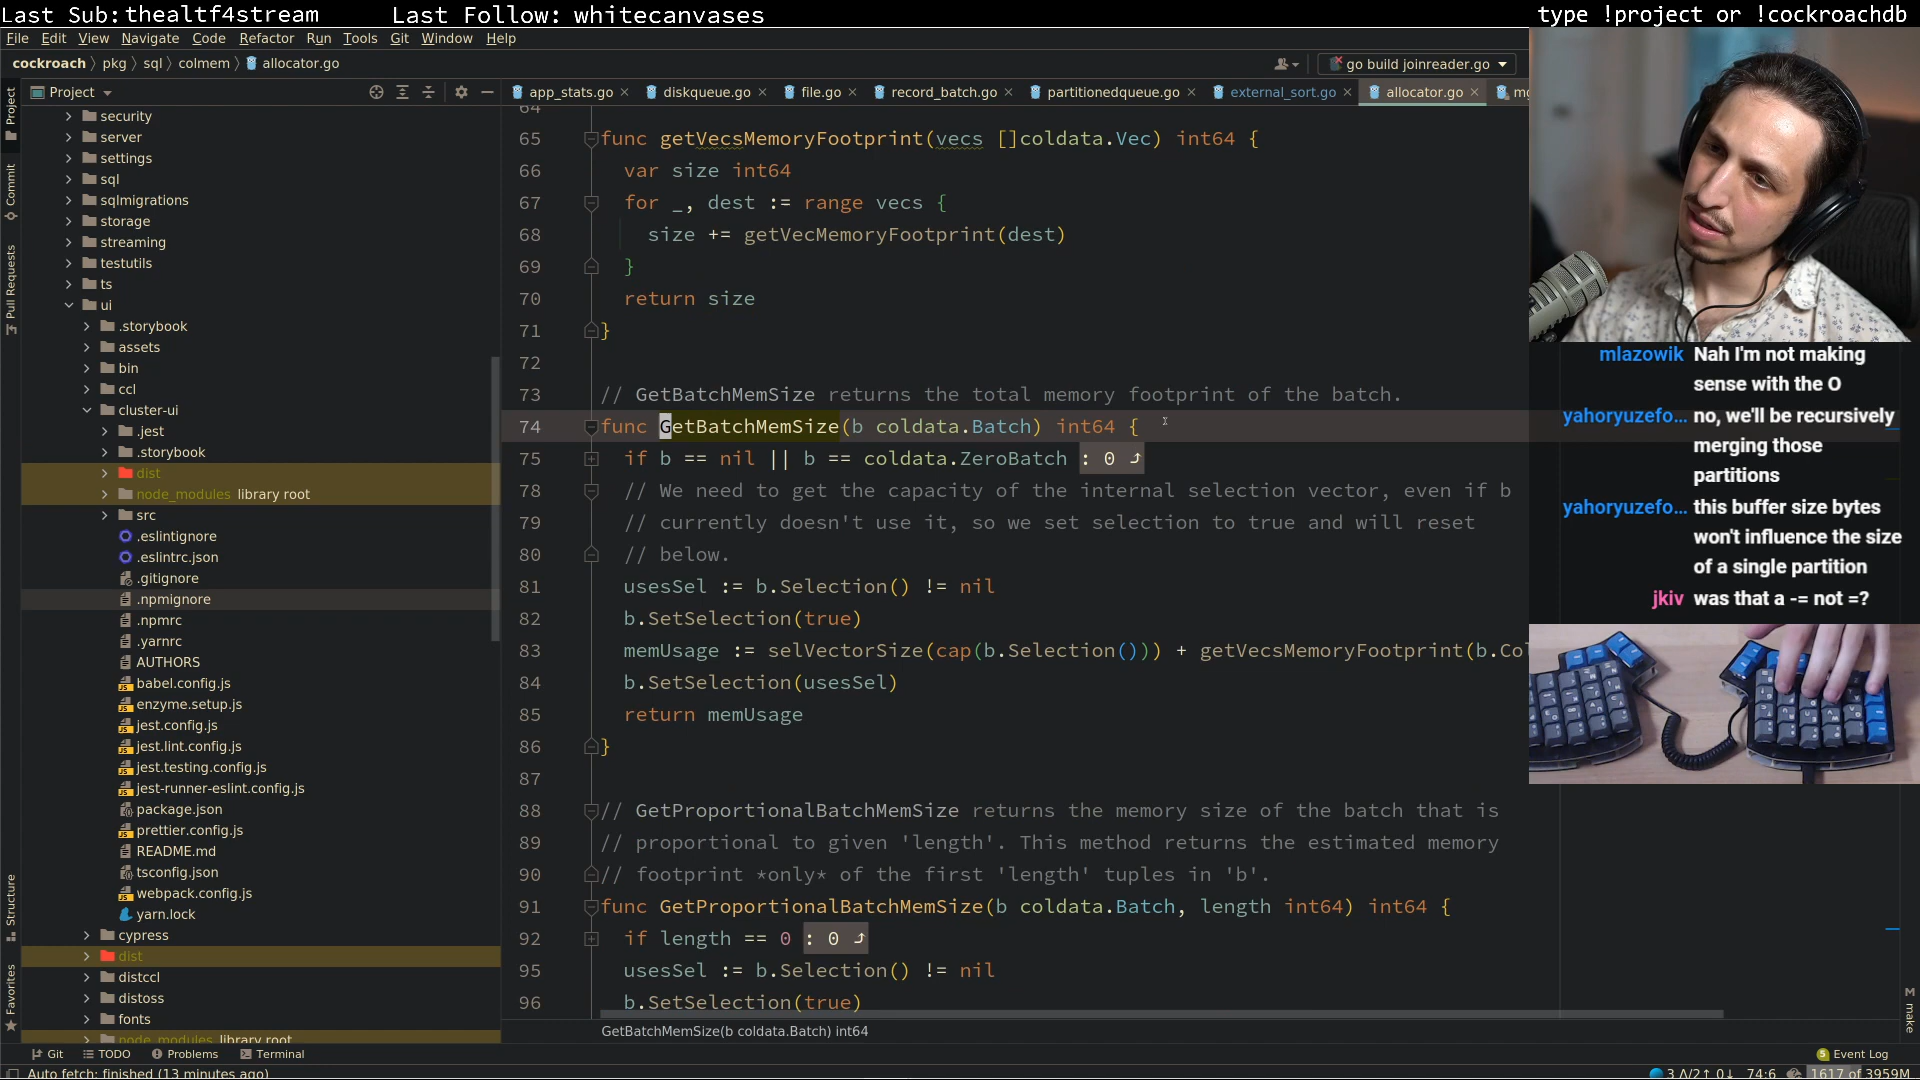 Last Sub:thealtf4stream
Last Follow: whitecanvases
type !project or !cockroachdb
File Edit View Navigate Code Refactor Run Tools Git Window Help
cockroach pkg sql colmem allocator.go
go build joinreader.go
Project
app_stats.go
diskqueue.go
file.go
record_batch.go
partitionedqueue.go
external_sort.go
allocator.go
Project
Commit
Pull Requests
Structure
Favorites
security
server
settings
sql
sqlmigrations
storage
streaming
testutils
ts
ui
.storybook
assets
bin
ccl
cluster-ui
.jest
.storybook
dist
node_modules library root
src
.eslintignore
.eslintrc.json
.gitignore
.npmignore
.npmrc
.yarnrc
AUTHORS
babel.config.js
enzyme.setup.js
jest.config.js
jest.lint.config.js
jest.testing.config.js
jest-runner-eslint.config.js
package.json
prettier.config.js
README.md
tsconfig.json
webpack.config.js
yarn.lock
cypress
dist
distccl
distoss
fonts
node_modules library root
64
65 func getVecsMemoryFootprint(vecs []coldata.Vec) int64 {
66 var size int64
67 for _, dest := range vecs {
68 size += getVecMemoryFootprint(dest)
69 }
70 return size
71 }
72
73 // GetBatchMemSize returns the total memory footprint of the batch.
74 func GetBatchMemSize(b coldata.Batch) int64 {
75 if b == nil || b == coldata.ZeroBatch : 0
78 // We need to get the capacity of the internal selection vector, even if b
79 // currently doesn't use it, so we set selection to true and will reset
80 // below.
81 usesSel := b.Selection() != nil
82 b.SetSelection(true)
83 memUsage := selVectorSize(cap(b.Selection())) + getVecsMemoryFootprint(b.Co
84 b.SetSelection(usesSel)
85 return memUsage
86 }
87
88 // GetProportionalBatchMemSize returns the memory size of the batch that is
89 // proportional to given 'length'. This method returns the estimated memory
90 // footprint *only* of the first 'length' tuples in 'b'.
91 func GetProportionalBatchMemSize(b coldata.Batch, length int64) int64 {
92 if length == 0 : 0
95 usesSel := b.Selection() != nil
96 b.SetSelection(true)
GetBatchMemSize(b coldata.Batch) int64
mlazowik Nah I'm not making
sense with the O
yahoryuzefo... no, we'll be recursively
merging those
partitions
yahoryuzefo... this buffer size bytes
won't influence the size
of a single partition
jkiv was that a -= not =?
make
Git TODO Problems Terminal
5 Event Log
Auto fetch: finished (13 minutes ago)
74:6
1617 of 3959M